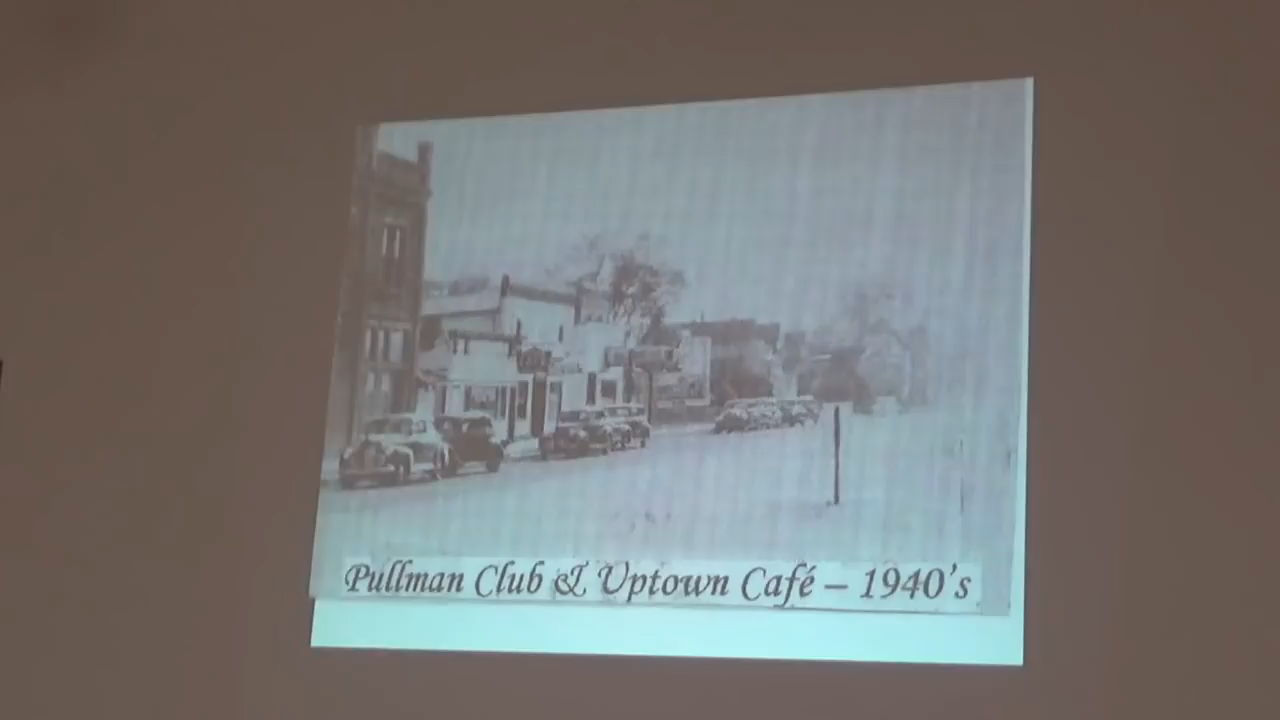 Pullman Club & Uptown Café – 1940's